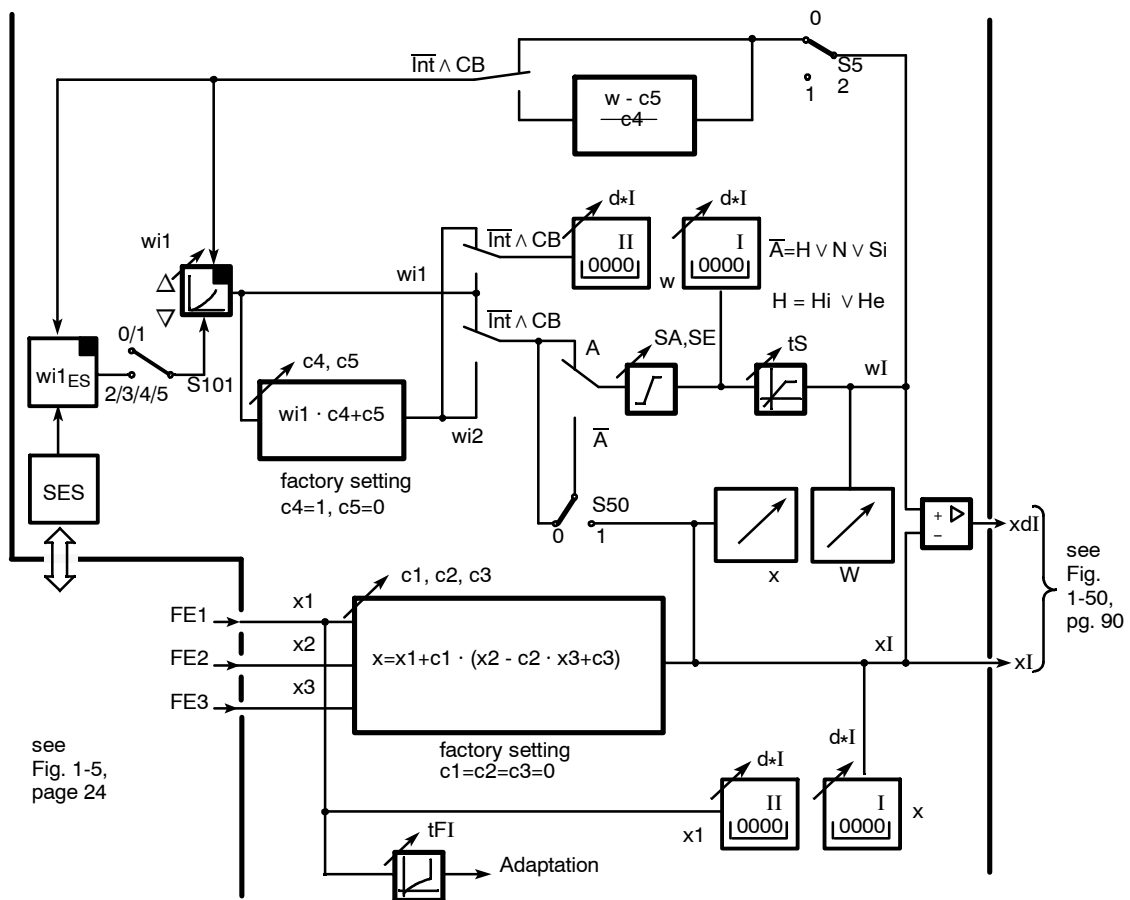 0
Int ∧ CB
S5
1
2
w - c5
c4
d*I
d*I
wi1
Int ∧ CB
II
0000
I
0000
A=H ∨ N ∨ Si
wi1
w
H = Hi ∨ He
Int ∧ CB
0/1
A
SA,SE
tS
wI
wi1ES
2/3/4/5
S101
c4, c5
wi1 · c4+c5
wi2
A
SES
factory setting
c4=1, c5=0
S50
0
1
x
W
+
−
xdI
see
Fig.
1-50,
pg. 90
c1, c2, c3
FE1
x1
FE2
x2
x=x1+c1 · (x2 - c2 · x3+c3)
xI
xI
FE3
x3
see
Fig. 1-5,
page 24
factory setting
c1=c2=c3=0
d*I
d*I
II
0000
I
0000
x1
x
tFI
Adaptation